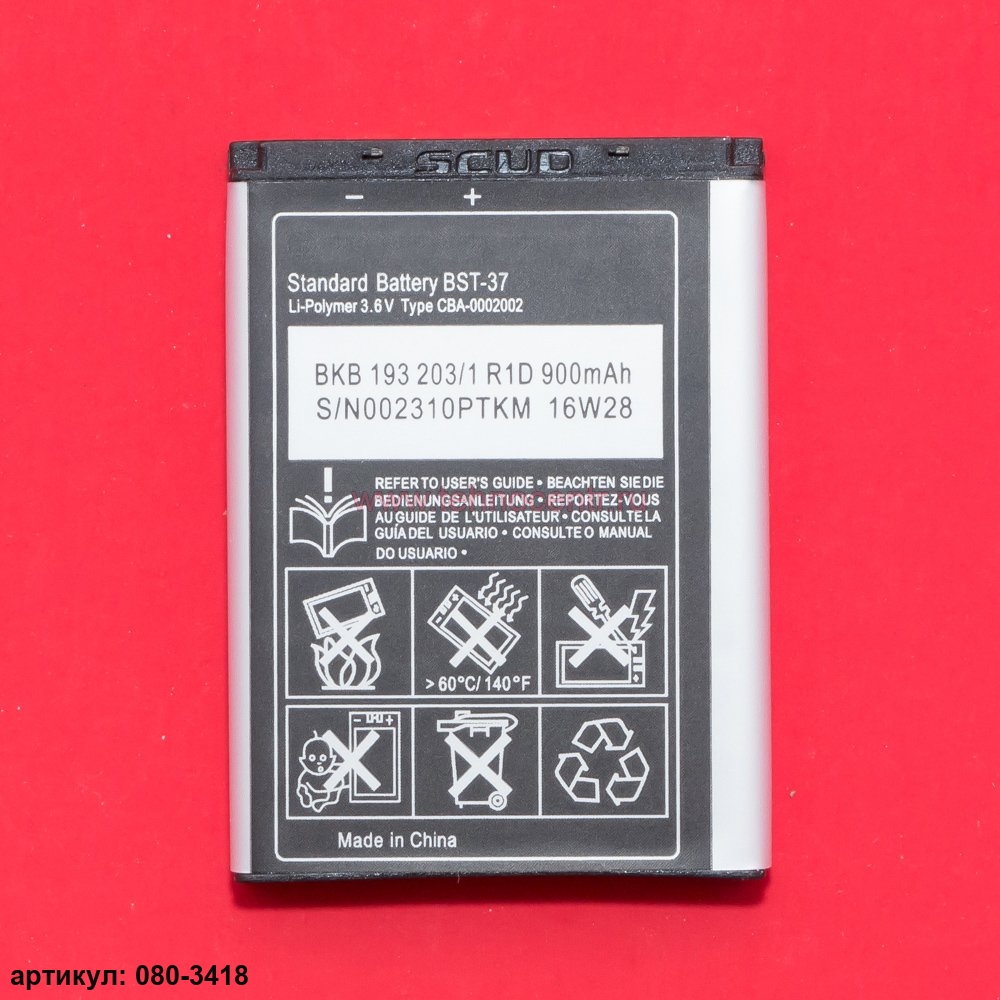 SCUD
− +
Standard Battery BST-37
Li-Polymer 3.6V Type CBA-0002002
BKB 193 203/1 R1D 900mAh
S/N002310PTKM 16W28
REFER TO USER'S GUIDE • BEACHTEN SIE DIE
BEDIENUNGSANLEITUNG • REPORTEZ-VOUS
AU GUIDE DE L'UTILISATEUR • CONSULTE LA
GUÍA DEL USUARIO • CONSULTE O MANUAL
DO USUARIO •
> 60°C/ 140°F
− +
Made in China
артикул: 080-3418